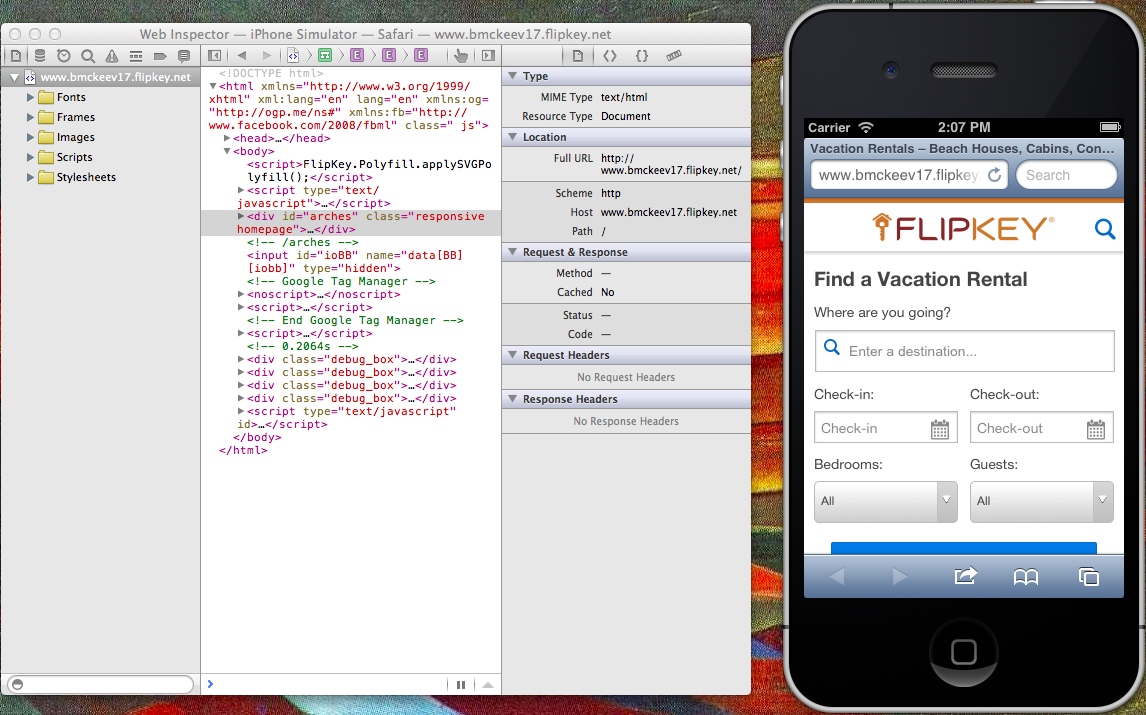 Web Inspector — iPhone Simulator — Safari — www.bmckeev17.flipkey.net
E
E
E
www.bmckeev17.flipkey.net
Fonts
Frames
Images
Scripts
Stylesheets
<!DOCTYPE html>
<html xmlns="http://www.w3.org/1999/
xhtml" xml:lang="en" lang="en" xmlns:og=
"http://ogp.me/ns#" xmlns:fb="http://
www.facebook.com/2008/fbml" class=" js">
<head>…</head>
<body>
<script>FlipKey.Polyfill.applySVGPo
lyfill();</script>
<script type="text/
javascript">…</script>
<div id="arches" class="responsive
homepage">…</div>
<!-- /arches -->
<input id="ioBB" name="data[BB]
[iobb]" type="hidden">
<!-- Google Tag Manager -->
<noscript>…</noscript>
<script>…</script>
<!-- End Google Tag Manager -->
<script>…</script>
<!-- 0.2064s -->
<div class="debug_box">…</div>
<div class="debug_box">…</div>
<div class="debug_box">…</div>
<div class="debug_box">…</div>
<script type="text/javascript"
id>…</script>
</body>
</html>
Type
MIME Type text/html
Resource Type Document
Location
Full URL http://
www.bmckeev17.flipkey.net/
Scheme http
Host www.bmckeev17.flipkey.net
Path /
Request & Response
Method —
Cached No
Status —
Code —
Request Headers
No Request Headers
Response Headers
No Response Headers
Carrier 2:07 PM
Vacation Rentals – Beach Houses, Cabins, Con...
www.bmckeev17.flipkey Search
FLIPKEY®
Find a Vacation Rental
Where are you going?
Enter a destination...
Check-in: Check-out:
Check-in Check-out
Bedrooms: Guests:
All All